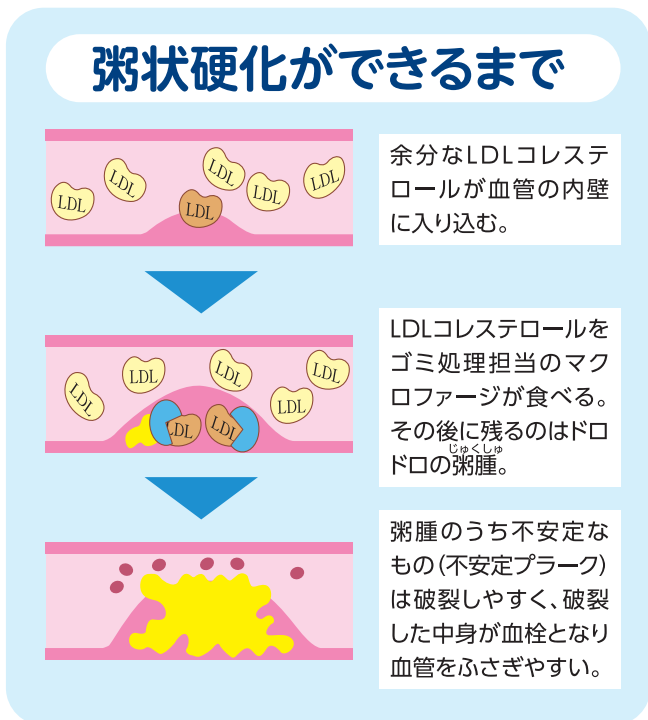 粥状硬化ができるまで
LDL
LDL
LDL
LDL
LDL
LDL
余分なLDLコレステ
ロールが血管の内壁
に入り込む。
LDL
LDL
LDL
LDL
LDL
LDL
LDL
LDLコレステロールを
ゴミ処理担当のマク
ロファージが食べる。
その後に残るのはドロ
じゅくしゅ
ドロの粥腫。
粥腫のうち不安定な
もの(不安定プラーク)
は破裂しやすく、破裂
した中身が血栓となり
血管をふさぎやすい。